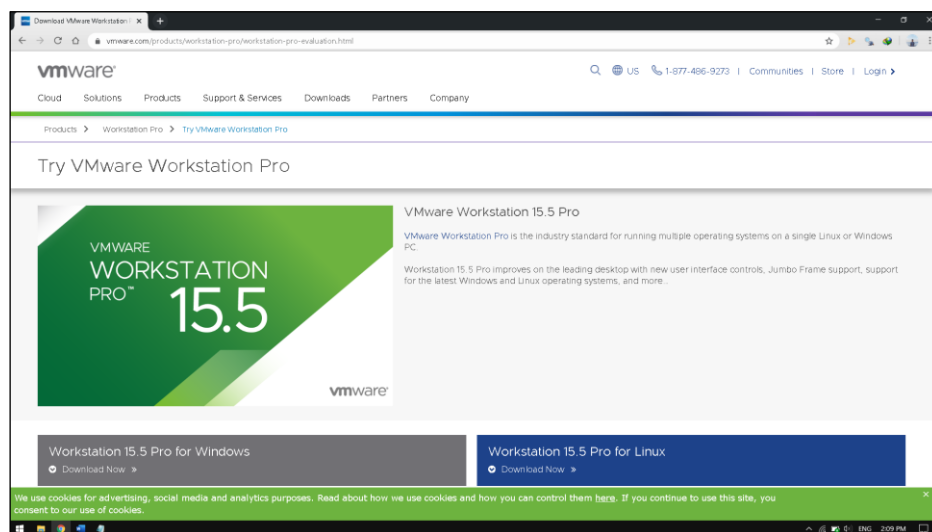 Download VMware Workstation
vmware.com/products/workstation-pro/workstation-pro-evaluation.html
vmware
US 1-877-486-9273 | Communities | Store | Login
Cloud Solutions Products Support & Services Downloads Partners Company
Products Workstation Pro Try VMware Workstation Pro
Try VMware Workstation Pro
VMWARE
WORKSTATION
PRO™
15.5
vmware
VMware Workstation 15.5 Pro
VMware Workstation Pro is the industry standard for running multiple operating systems on a single Linux or Windows
PC.
Workstation 15.5 Pro improves on the leading desktop with new user interface controls, Jumbo Frame support, support
for the latest Windows and Linux operating systems, and more...
Workstation 15.5 Pro for Windows
Download Now »
Workstation 15.5 Pro for Linux
Download Now »
We use cookies for advertising, social media and analytics purposes. Read about how we use cookies and how you can control them here. If you continue to use this site, you
consent to our use of cookies.
ENG 2:09 PM